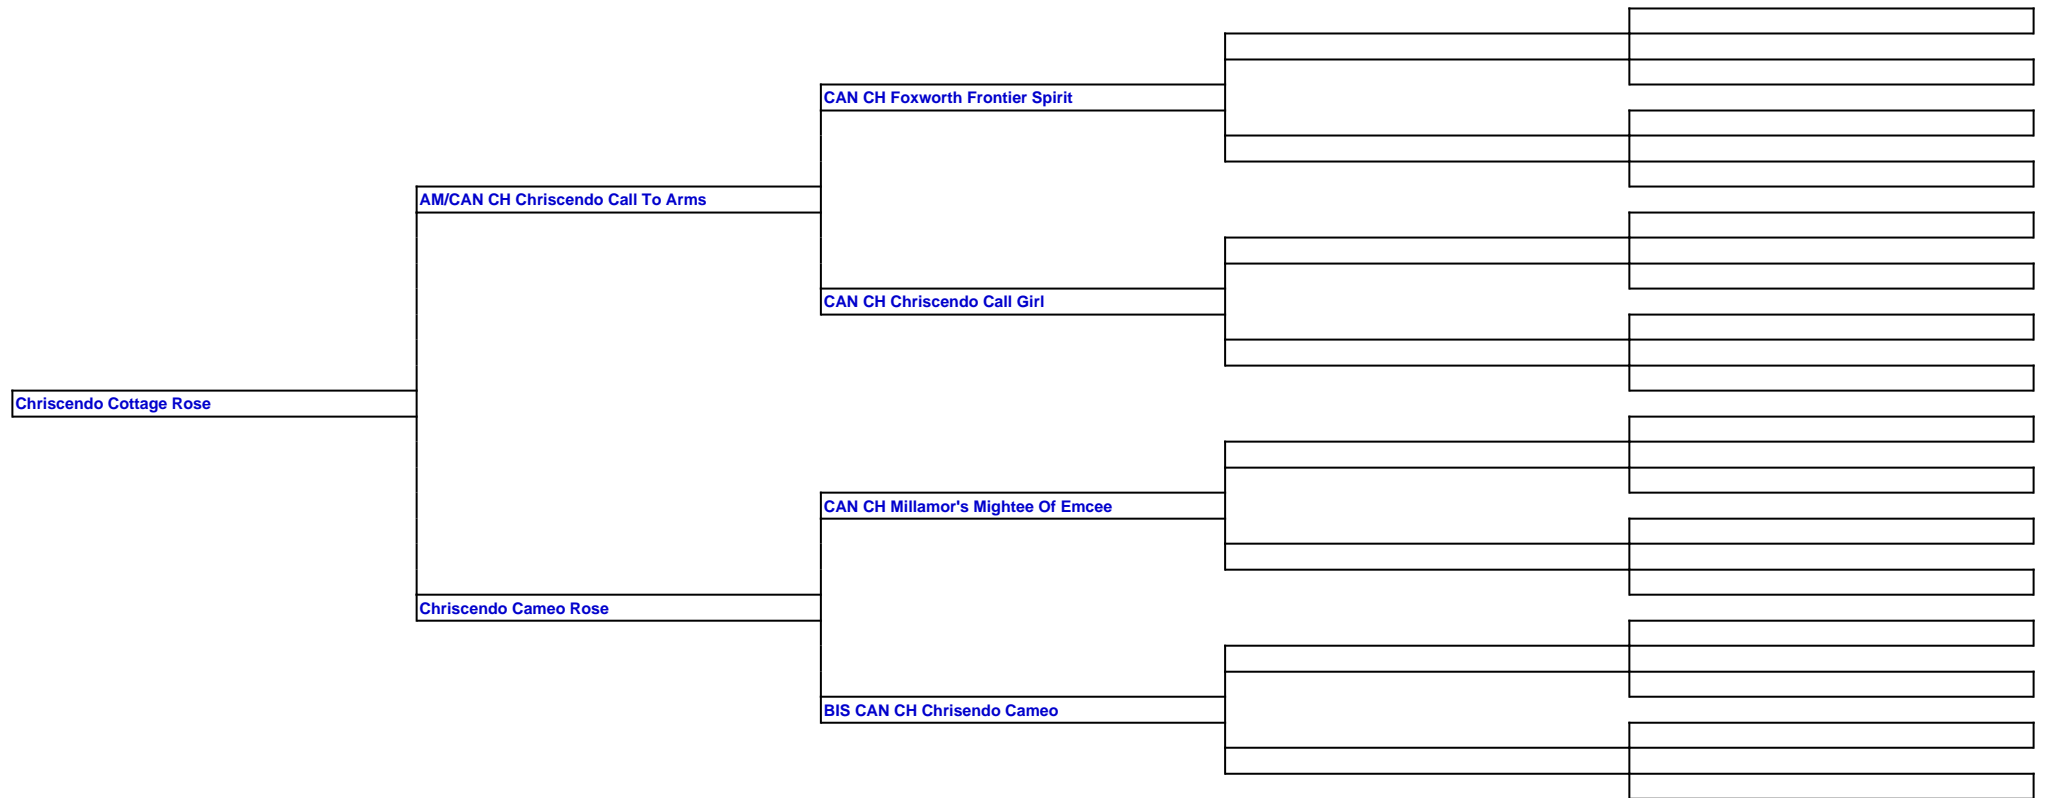 CAN CH Foxworth Frontier Spirit
AM/CAN CH Chriscendo Call To Arms
CAN CH Chriscendo Call Girl
Chriscendo Cottage Rose
CAN CH Millamor's Mightee Of Emcee
Chriscendo Cameo Rose
BIS CAN CH Chrisendo Cameo